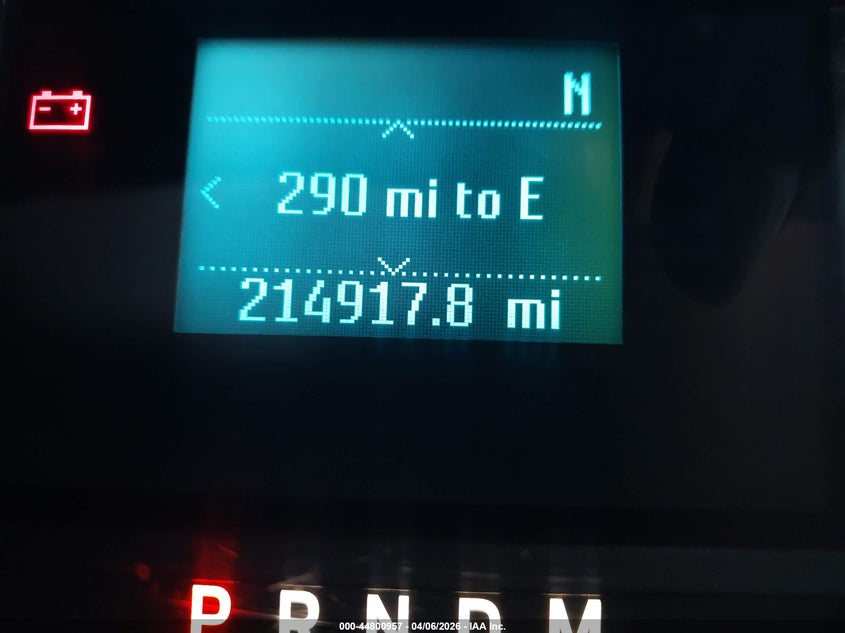 N
290 mi to E
214917.8 mi
P R N D M
000-44800957 - 04/06/2026 - IAA Inc.